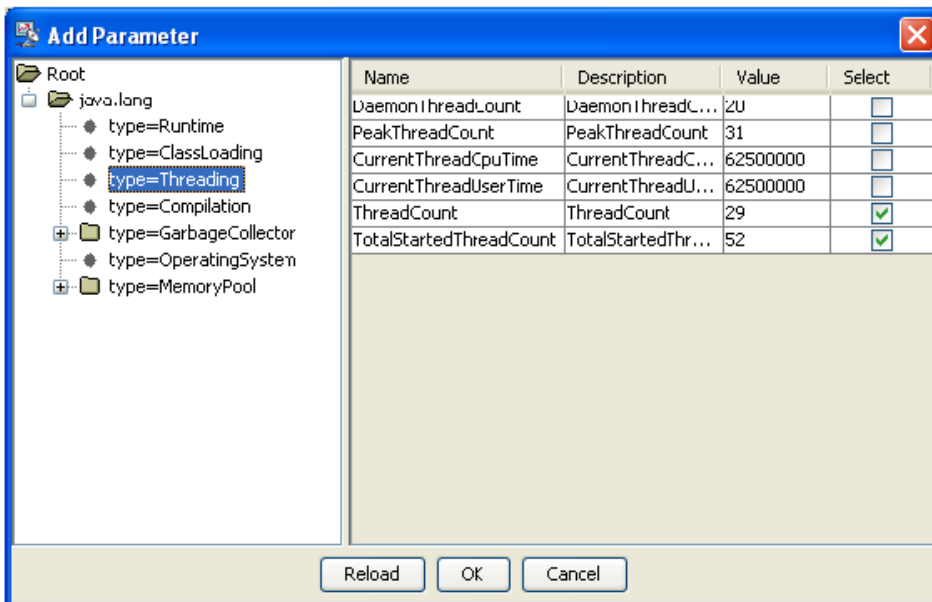 Add Parameter
Root
java.lang
type=Runtime
type=ClassLoading
type=Threading
type=Compilation
type=GarbageCollector
type=OperatingSystem
type=MemoryPool
Name Description Value Select
DaemonThreadCount DaemonThreadC... 20
PeakThreadCount PeakThreadCount 31
CurrentThreadCpuTime CurrentThreadC... 62500000
CurrentThreadUserTime CurrentThreadU... 62500000
ThreadCount ThreadCount 29
TotalStartedThreadCount TotalStartedThr... 52
Reload OK Cancel